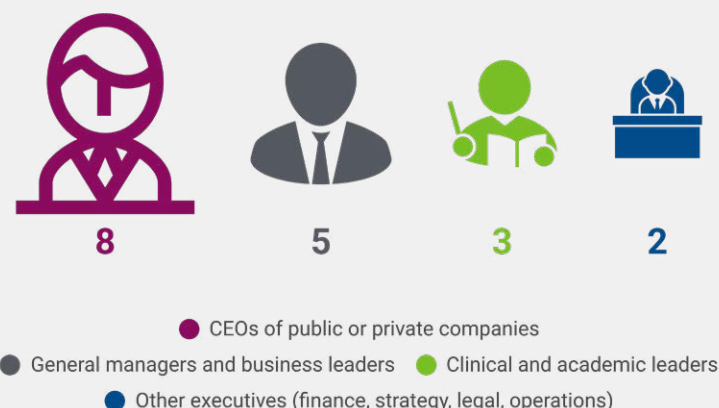 8 5 3 2
CEOs of public or private companies
General managers and business leaders Clinical and academic leaders
Other executives (finance, strategy, legal, operations)